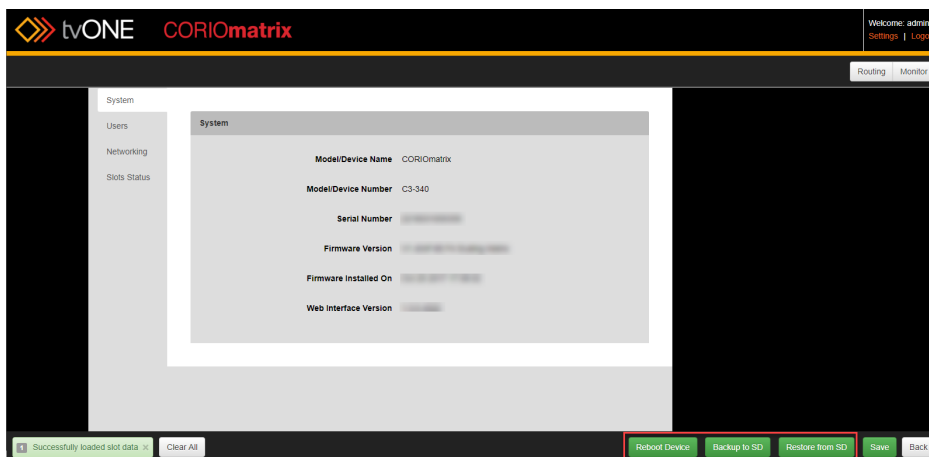 tvONE CORIOmatrix
Welcome: admin
Settings | Logo
Routing Monitor
System
Users
Networking
Slots Status
System
Model/Device Name CORIOmatrix
Model/Device Number C3-340
Serial Number
Firmware Version
Firmware Installed On
Web Interface Version
1 Successfully loaded slot data × Clear All Reboot Device Backup to SD Restore from SD Save Back